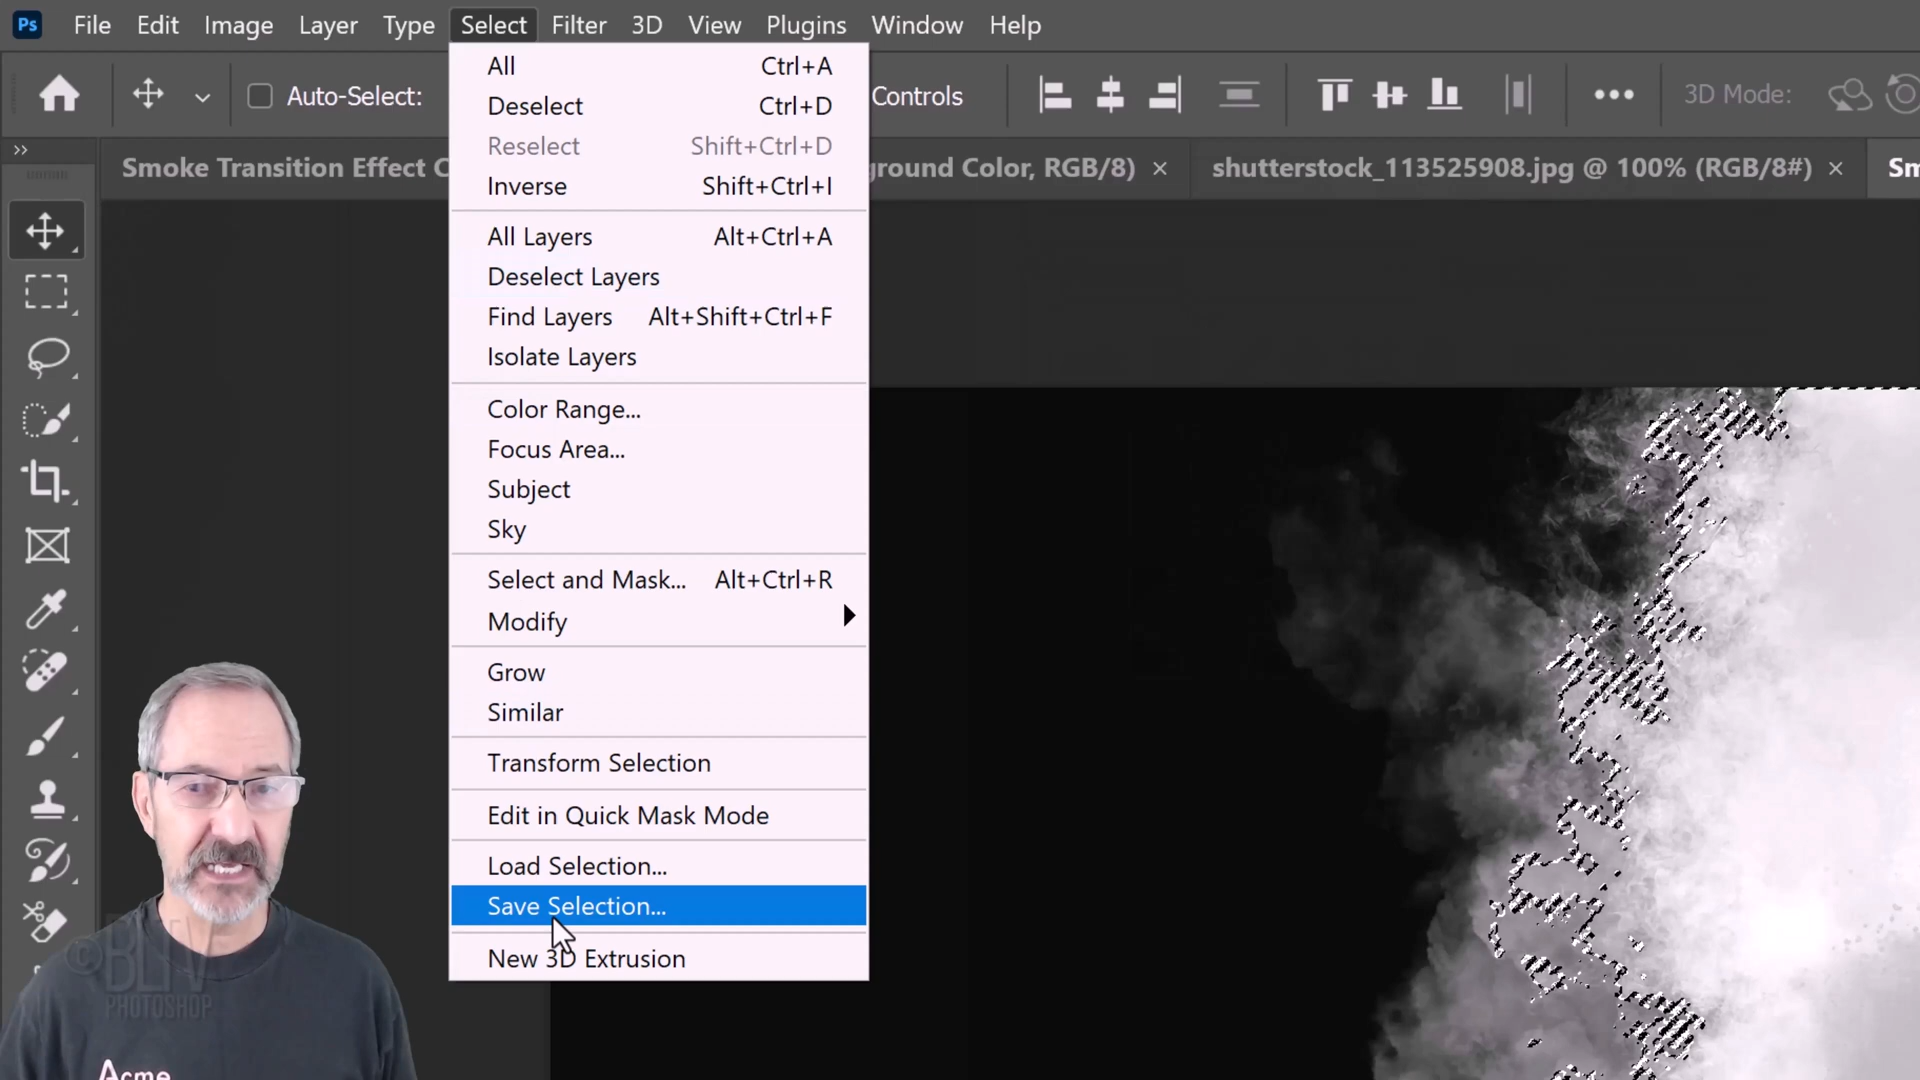 Ps File Edit Image Layer Type Select Filter 3D View Plugins Window Help
Auto-Select:
Controls
3D Mode:
Smoke Transition Effect
ground Color, RGB/8) ×
shutterstock_113525908.jpg @ 100% (RGB/8#) ×
All Ctrl+A
Deselect Ctrl+D
Reselect Shift+Ctrl+D
Inverse Shift+Ctrl+I
All Layers Alt+Ctrl+A
Deselect Layers
Find Layers Alt+Shift+Ctrl+F
Isolate Layers
Color Range...
Focus Area...
Subject
Sky
Select and Mask... Alt+Ctrl+R
Modify
Grow
Similar
Transform Selection
Edit in Quick Mask Mode
Load Selection...
Save Selection...
New 3D Extrusion
© BLTV
PHOTOSHOP
Acme